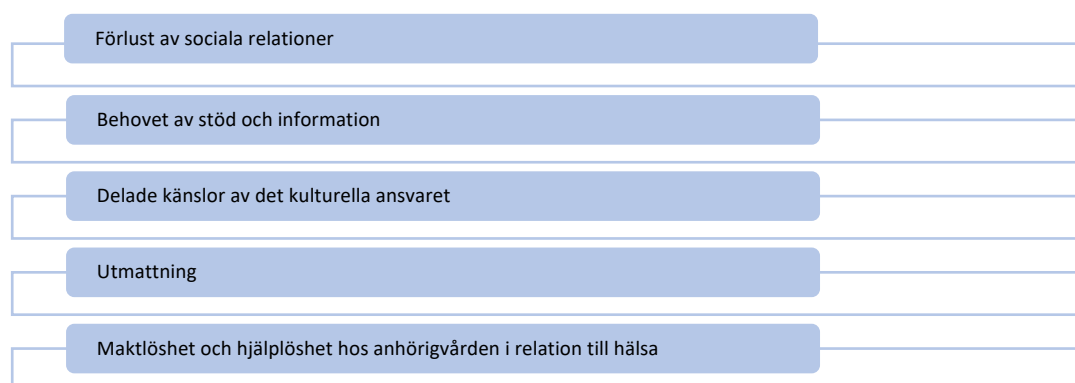 Förlust av sociala relationer
Behovet av stöd och information
Delade känslor av det kulturella ansvaret
Utmattning
Maktlöshet och hjälplöshet hos anhörigvården i relation till hälsa